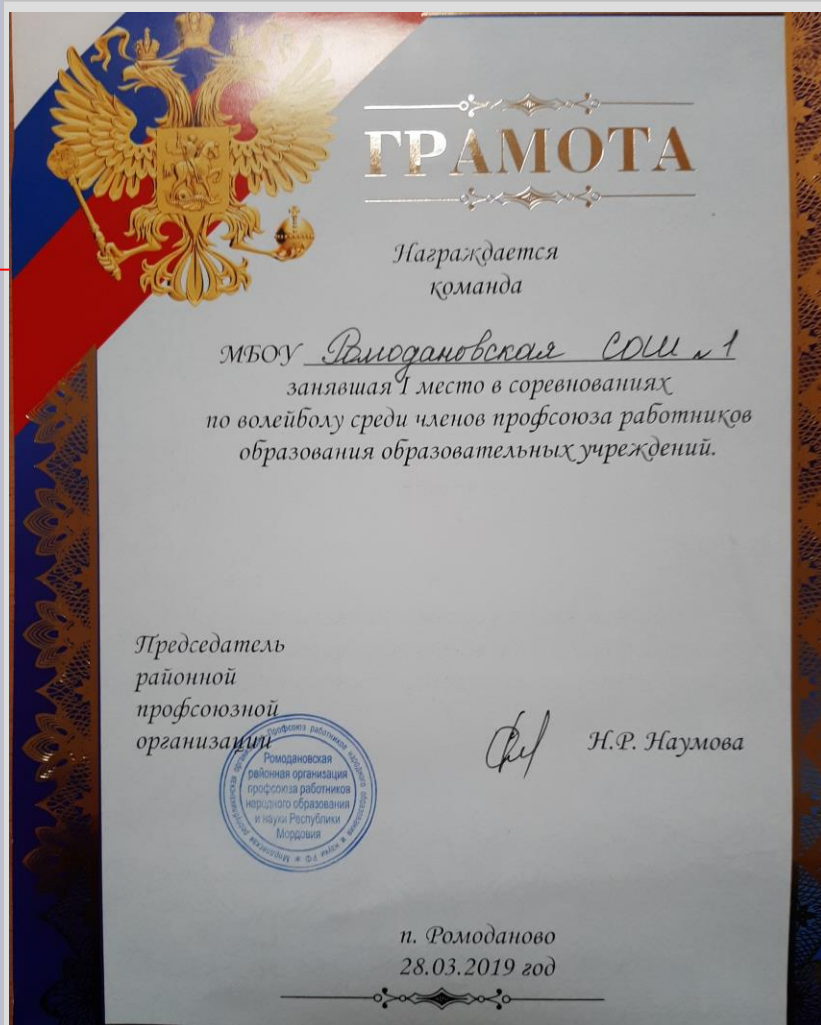 ГРАМОТА
Награждается
команда
МБОУ Ромодановская СОШ № 1
занявшая I место в соревнованиях
по волейболу среди членов профсоюза работников
образования образовательных учреждений.
Председатель
районной
профсоюзной
организации
Н.Р. Наумова
Ромодановская
районная организация
профсоюза работников
народного образования
и науки Республики
Мордовия
п. Ромоданово
28.03.2019 год